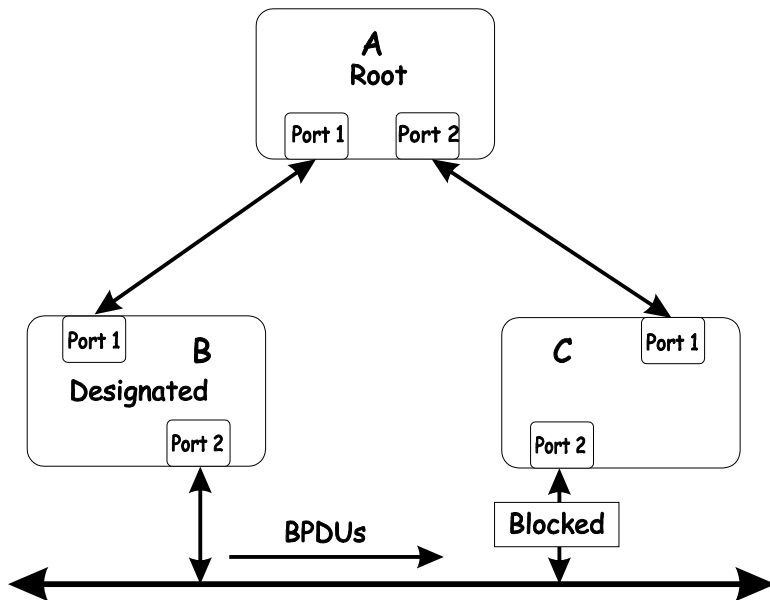 A
Root
Port 1
Port 2
Port 1
B
Designated
Port 2
C
Port 1
Port 2
Blocked
BPDUs